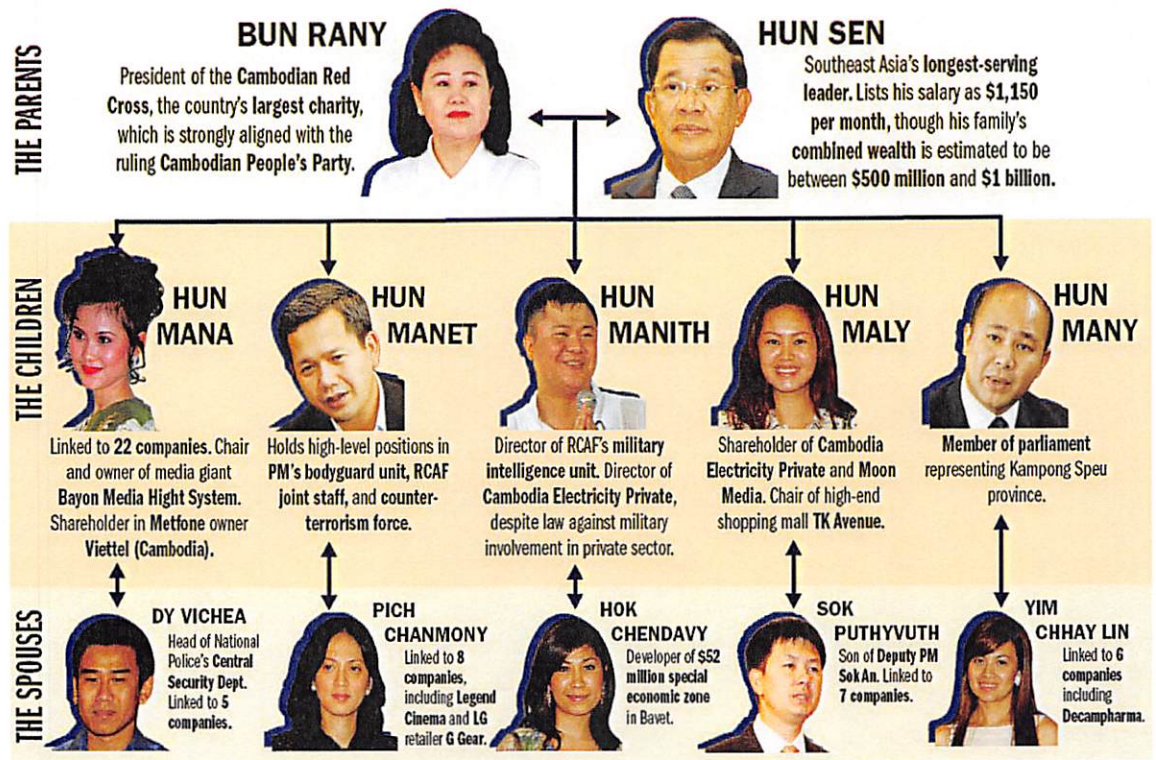 THE PARENTS
BUN RANY
President of the Cambodian Red
Cross, the country's largest charity,
which is strongly aligned with the
ruling Cambodian People's Party.
HUN SEN
Southeast Asia's longest-serving
leader. Lists his salary as $1,150
per month, though his family's
combined wealth is estimated to be
between $500 million and $1 billion.
THE CHILDREN
HUN
MANA
Linked to 22 companies. Chair
and owner of media giant
Bayon Media Hight System.
Shareholder in Metfone owner
Viettel (Cambodia).
HUN
MANET
Holds high-level positions in
PM's bodyguard unit, RCAF
joint staff, and counter-
terrorism force.
HUN
MANITH
Director of RCAF's military
intelligence unit. Director of
Cambodia Electricity Private,
despite law against military
involvement in private sector.
HUN
MALY
Shareholder of Cambodia
Electricity Private and Moon
Media. Chair of high-end
shopping mall TK Avenue.
HUN
MANY
Member of parliament
representing Kampong Speu
province.
THE SPOUSES
DY VICHEA
Head of National
Police's Central
Security Dept.
Linked to 5
companies.
PICH
CHANMONY
Linked to 8
companies,
including Legend
Cinema and LG
retailer G Gear.
HOK
CHENDAVY
Developer of $52
million special
economic zone
in Bavet.
SOK
PUTHYVUTH
Son of Deputy PM
Sok An. Linked to
7 companies.
YIM
CHHAY LIN
Linked to 6
companies
including
Decampharma.